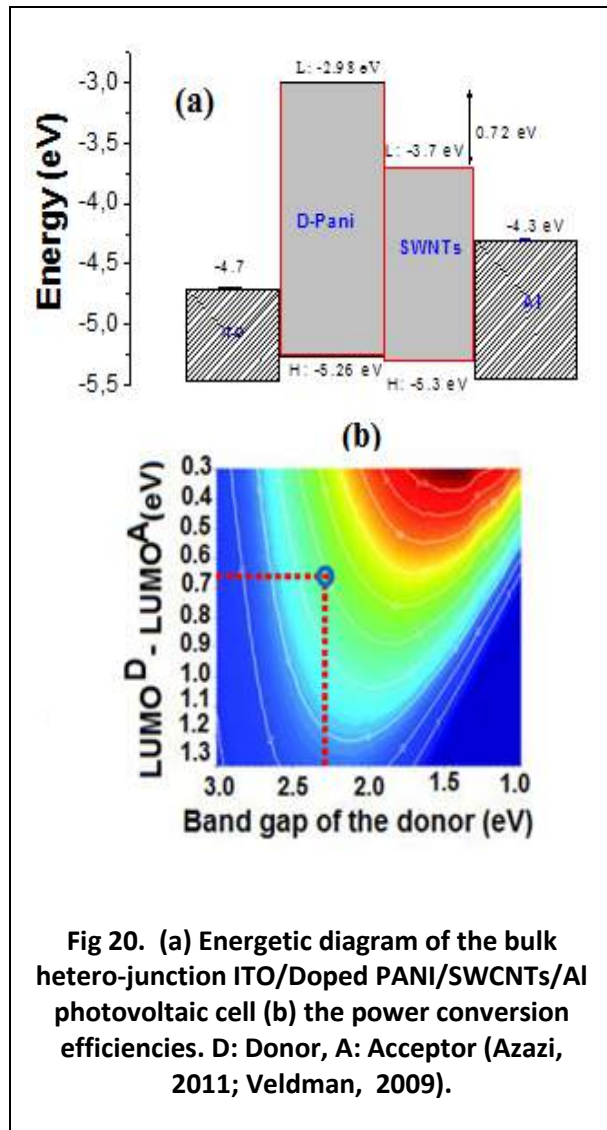 L: -2.98 eV
-3,0
(a)
0.72 eV
-3,5
L: -3.7 eV
-4,0
D-Pani
-4.3 eV
SWNTs
-4,5
-4.7
-5,0
H: -5.26 eV
H: -5.3 eV
-5,5
Energy (eV)
(b)
0.3
0.4
0.5
0.6
0.7
0.8
0.9
1.0
1.1
1.2
1.3
LUMO^D - LUMO^A (eV)
3.0 2.5 2.0 1.5 1.0
Band gap of the donor (eV)
Fig 20. (a) Energetic diagram of the bulk
hetero-junction ITO/Doped PANI/SWCNTs/Al
photovoltaic cell (b) the power conversion
efficiencies. D: Donor, A: Acceptor (Azazi,
2011; Veldman, 2009).